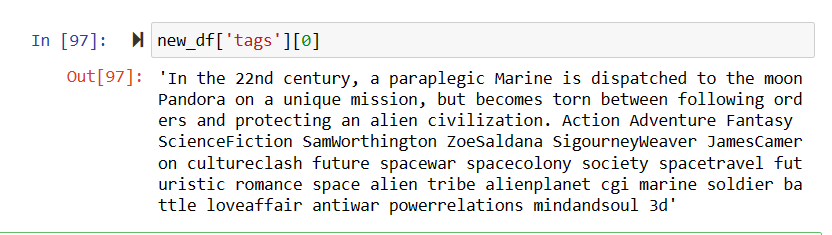 In [97]: new_df['tags'][0]
Out[97]: 'In the 22nd century, a paraplegic Marine is dispatched to the moon
Pandora on a unique mission, but becomes torn between following ord
ers and protecting an alien civilization. Action Adventure Fantasy
ScienceFiction SamWorthington ZoeSaldana SigourneyWeaver JamesCamer
on cultureclash future spacewar spacecolony society spacetravel fut
uristic romance space alien tribe alienplanet cgi marine soldier ba
ttle loveaffair antiwar powerrelations mindandsoul 3d'